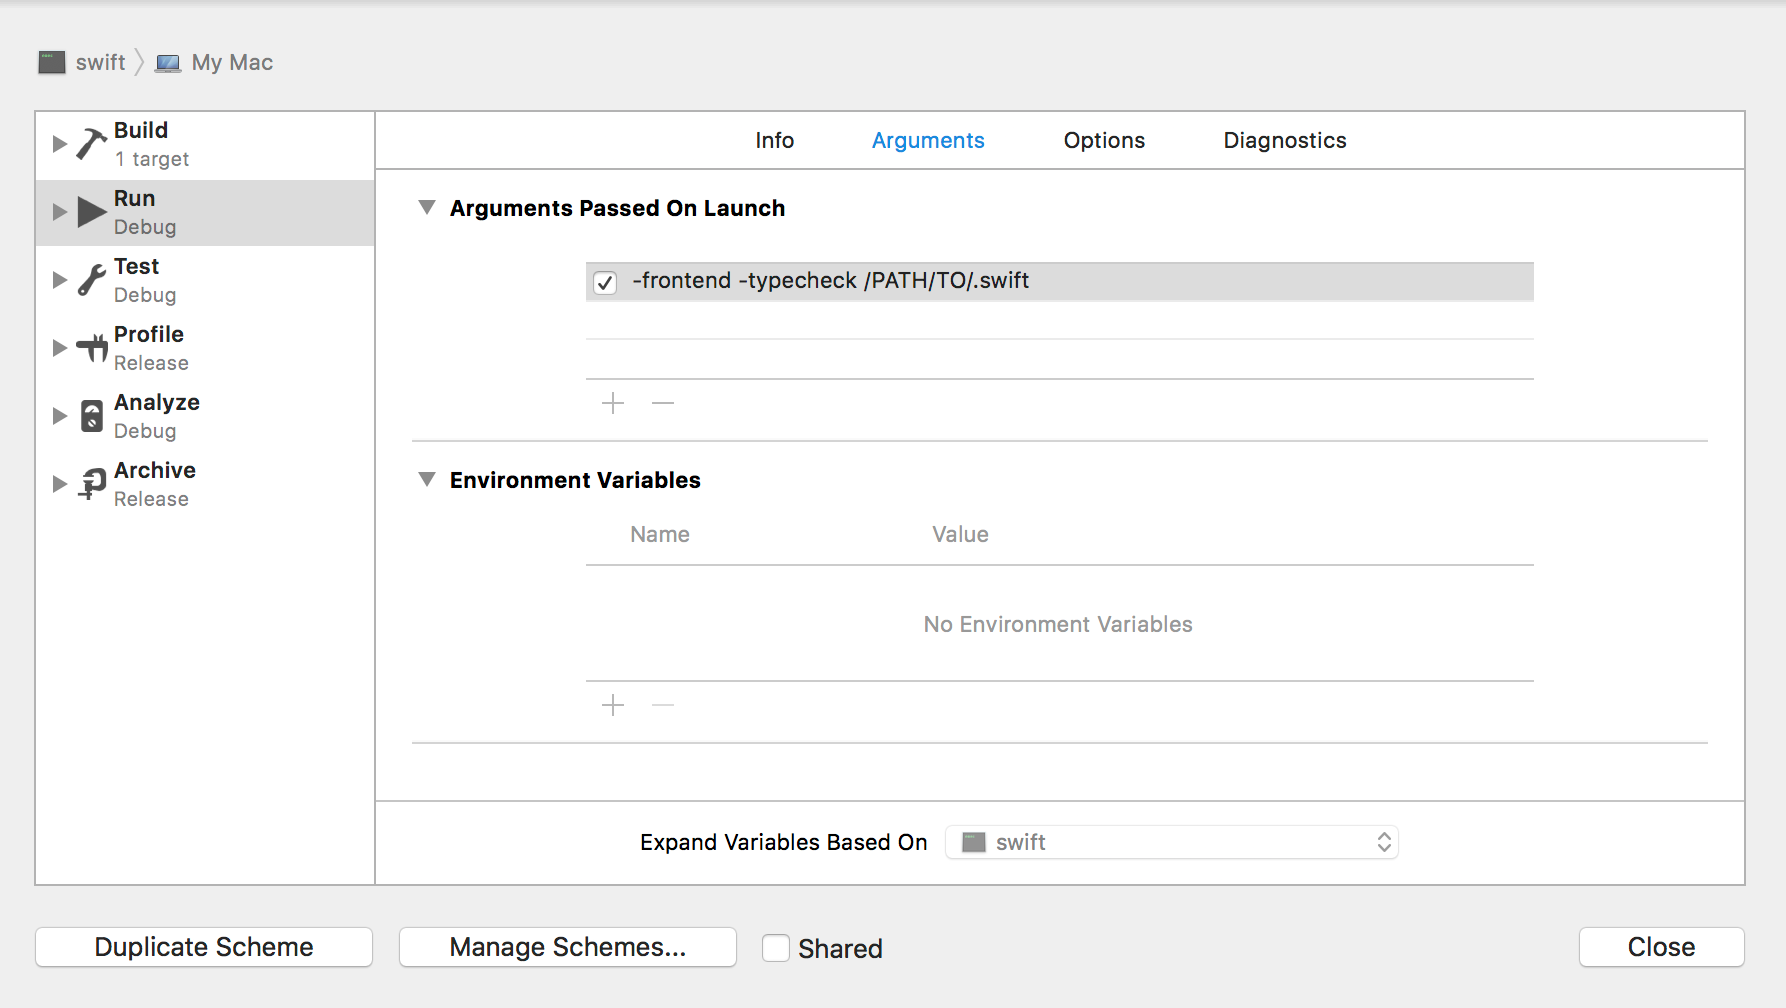 swift My Mac
Build
1 target
Run
Debug
Test
Debug
Profile
Release
Analyze
Debug
Archive
Release
Info Arguments Options Diagnostics
Arguments Passed On Launch
-frontend -typecheck /PATH/TO/.swift
Environment Variables
Name Value
No Environment Variables
Expand Variables Based On swift
Duplicate Scheme Manage Schemes... Shared Close